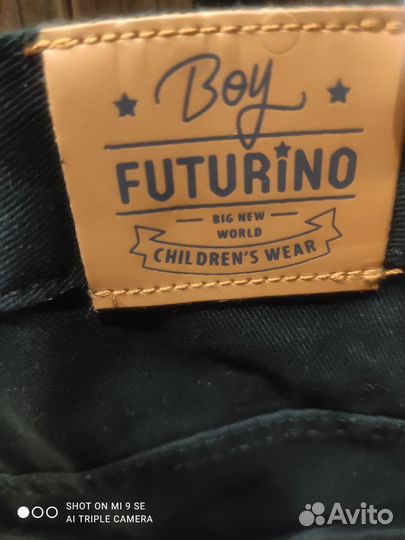 Boy
FUTURINO
BIG NEW
WORLD
CHILDREN'S WEAR
SHOT ON MI 9 SE
AI TRIPLE CAMERA
Avito